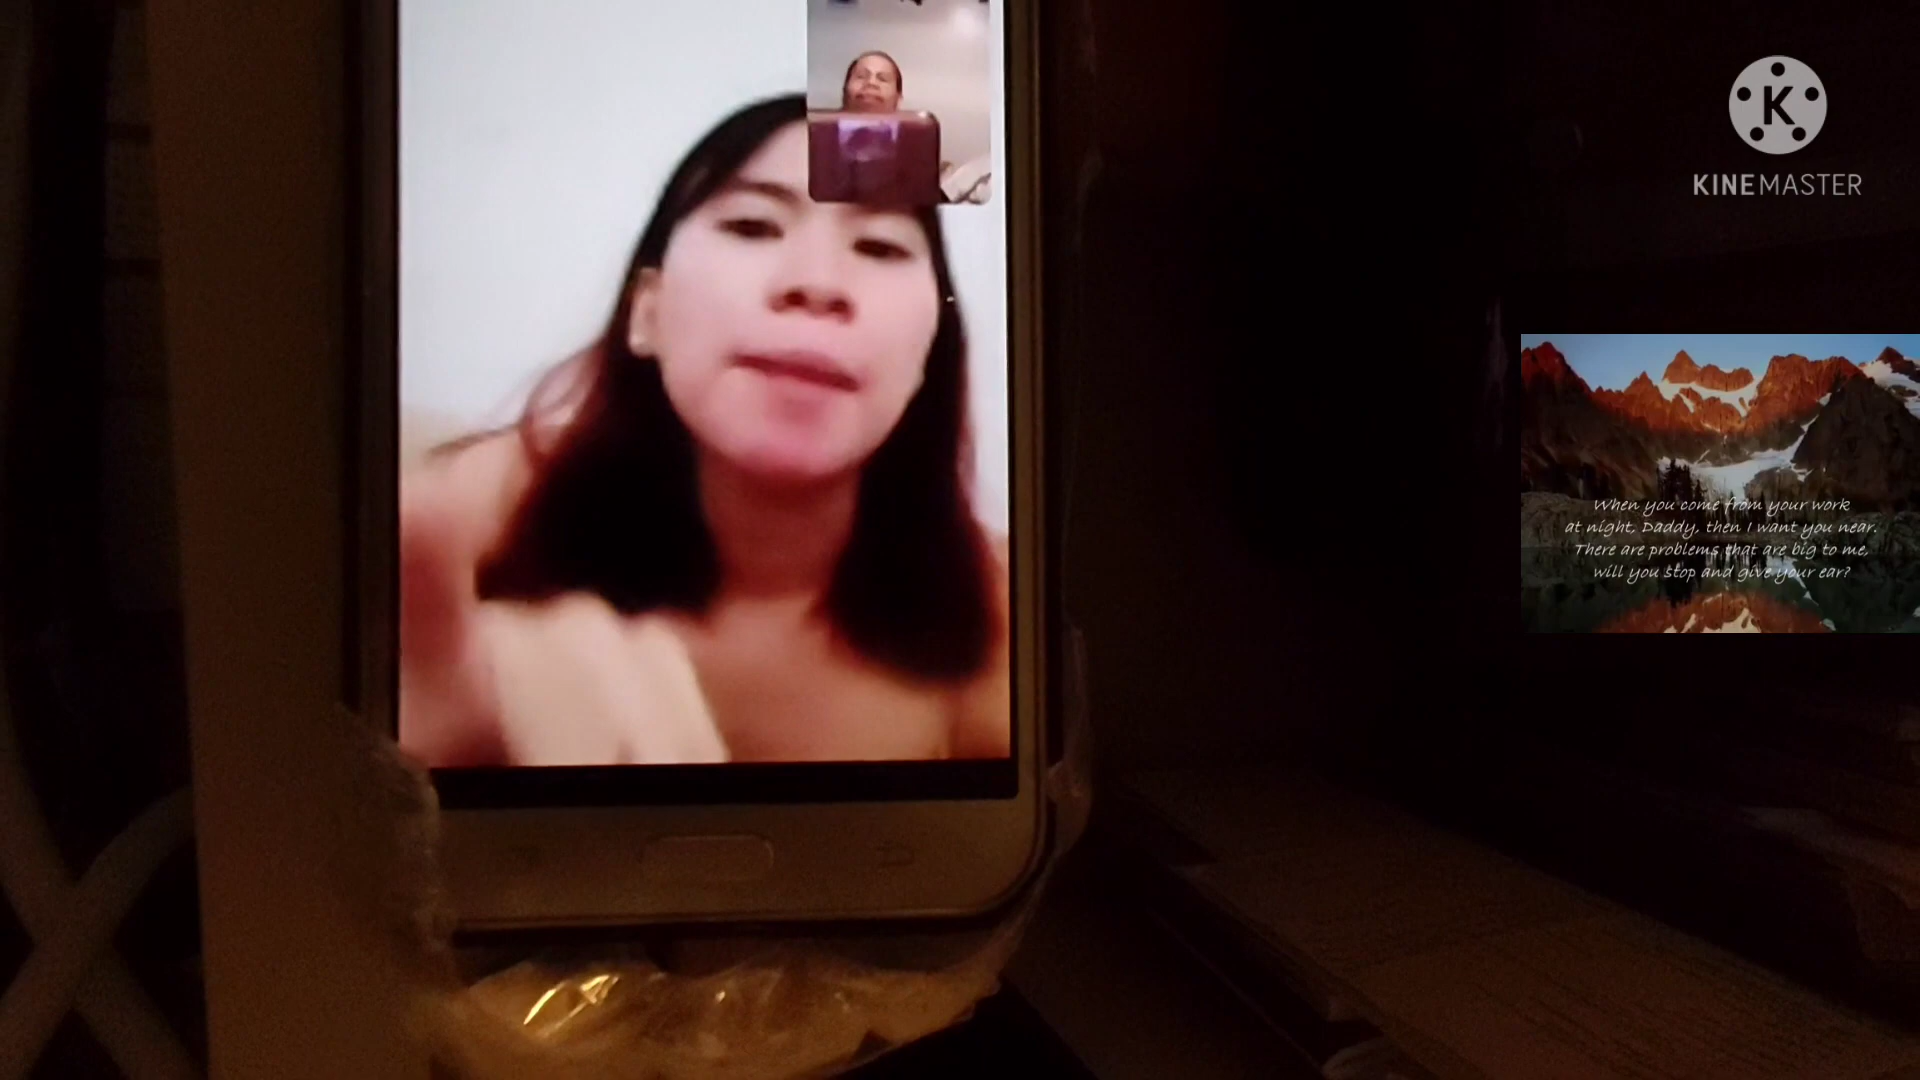 K
KINEMASTER
When you come from your work
at night, Daddy, then I want you near.
There are problems that are big to me,
will you stop and give your ear?